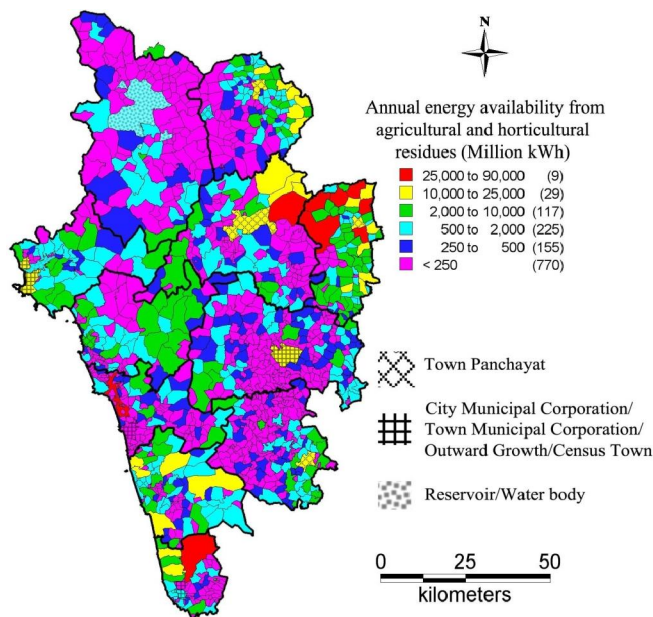 N
Annual energy availability from
agricultural and horticultural
residues (Million kWh)
25,000 to 90,000 (9)
10,000 to 25,000 (29)
2,000 to 10,000 (117)
500 to 2,000 (225)
250 to 500 (155)
< 250 (770)
Town Panchayat
City Municipal Corporation/
Town Municipal Corporation/
Outward Growth/Census Town
Reservoir/Water body
0 25 50
kilometers